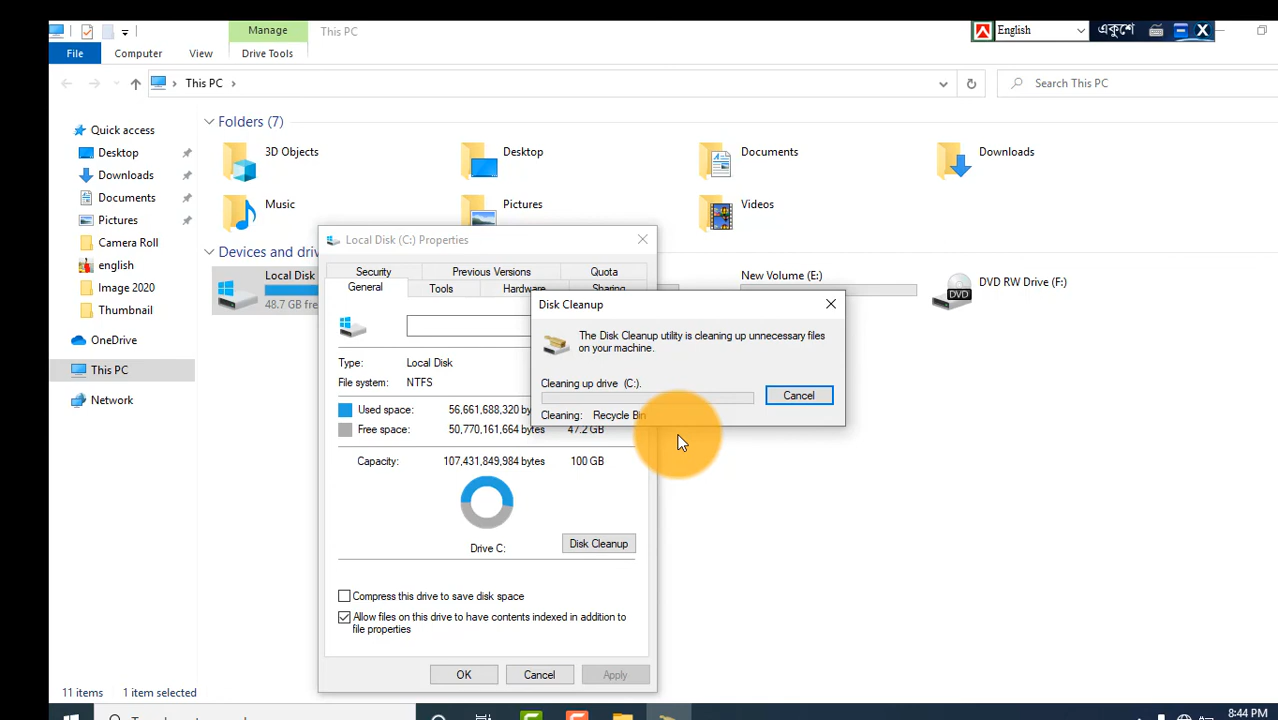 Manage
This PC
English
একুশে
File
Computer
View
Drive Tools
This PC
Search This PC
Quick access
Desktop
Downloads
Documents
Pictures
Camera Roll
english
Image 2020
Thumbnail
OneDrive
This PC
Network
Folders (7)
3D Objects
Desktop
Documents
Downloads
Music
Pictures
Videos
Devices and driv
Local Disk
48.7 GB fre
New Volume (E:)
DVD RW Drive (F:)
DVD
Local Disk (C:) Properties
Security
Previous Versions
Quota
General
Tools
Hardware
Sharing
Type:
Local Disk
File system:
NTFS
Used space:
56,661,688,320 by
Free space:
50,770,161,664 bytes
47.2 GB
Capacity:
107,431,849,984 bytes
100 GB
Drive C:
Disk Cleanup
Compress this drive to save disk space
Allow files on this drive to have contents indexed in addition to
file properties
OK
Cancel
Apply
Disk Cleanup
The Disk Cleanup utility is cleaning up unnecessary files
on your machine.
Cleaning up drive (C:).
Cancel
Cleaning: Recycle Bin
11 items
1 item selected
8:44 PM